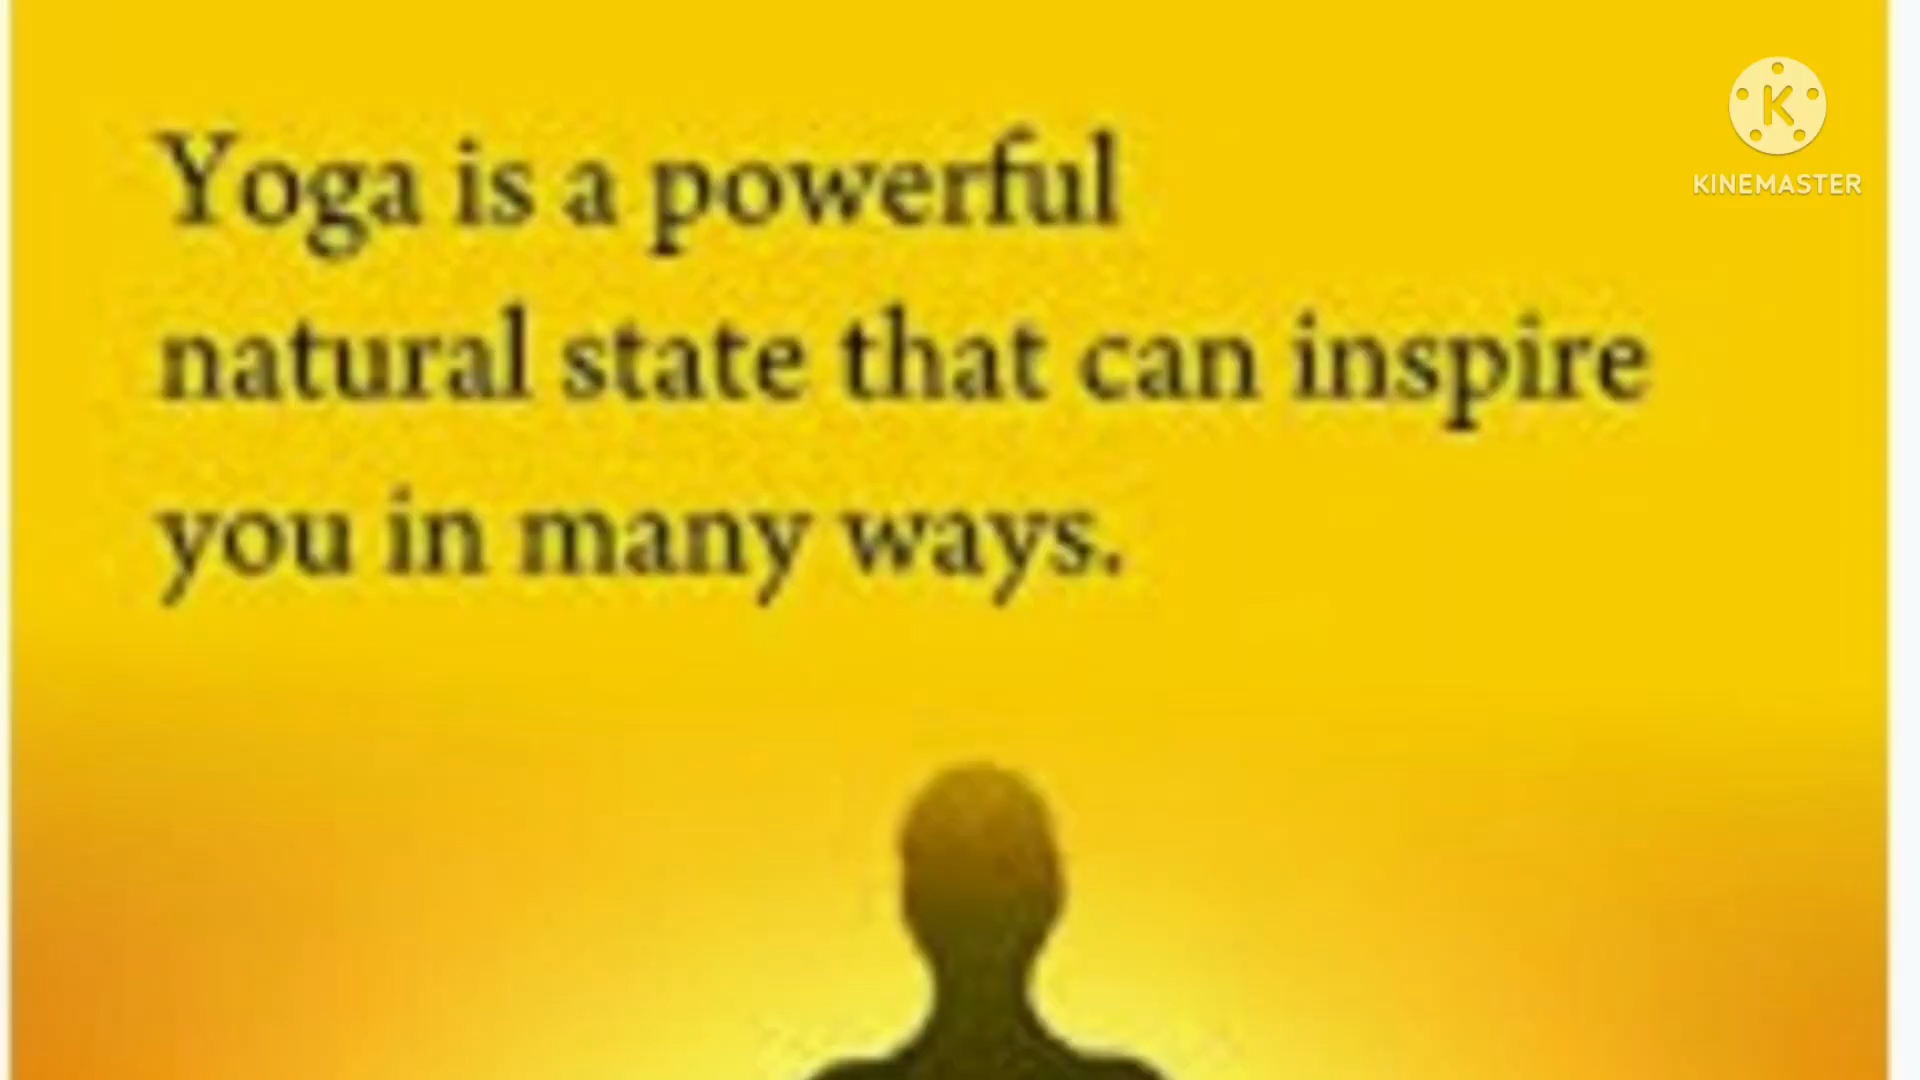 Yoga is a powerful
natural state that can inspire
you in many ways.
K
KINEMASTER